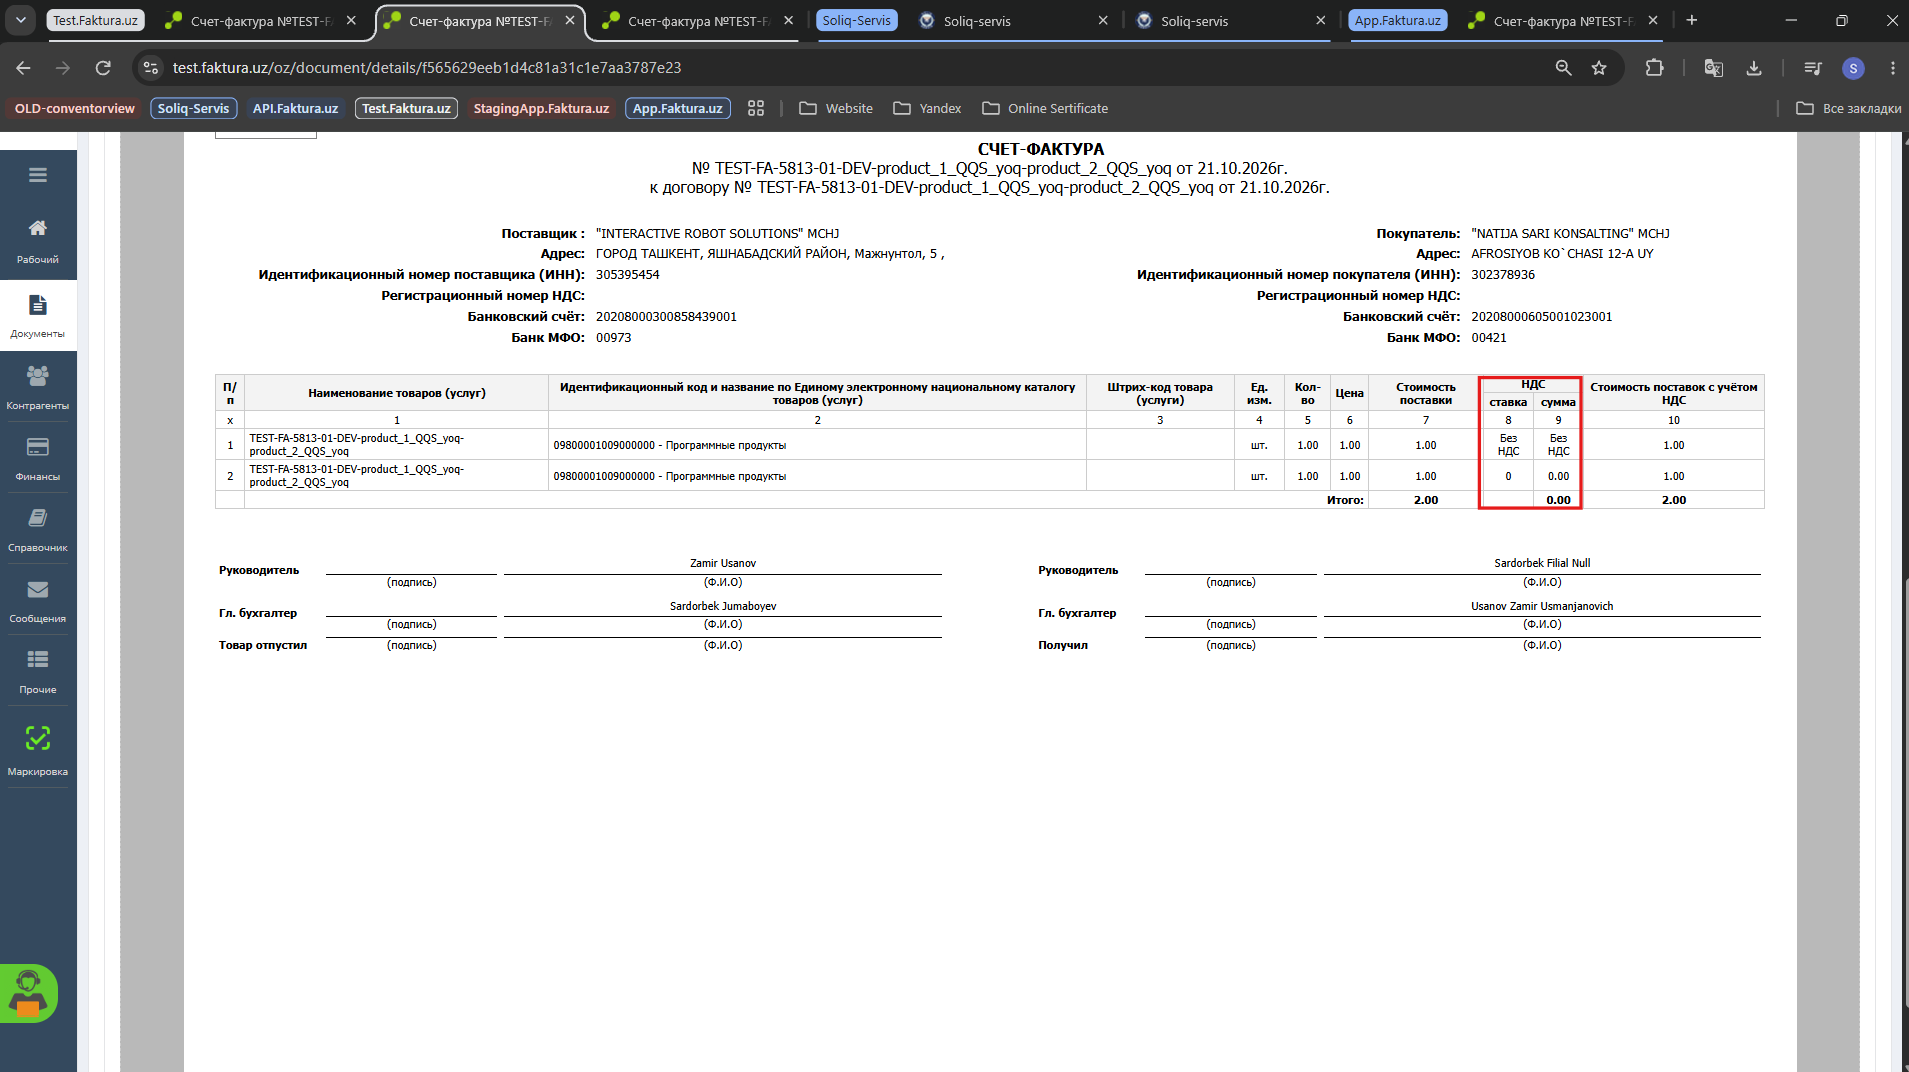 Test.Faktura.uz
Счет-фактура №TEST-F
Счет-фактура №TEST-F
Счет-фактура №TEST-F
Soliq-Servis
Soliq-servis
Soliq-servis
App.Faktura.uz
Счет-фактура №TEST-F
test.faktura.uz/oz/document/details/f565629eeb1d4c81a31c1e7aa3787e23
S
OLD-conventorview
Soliq-Servis
API.Faktura.uz
Test.Faktura.uz
StagingApp.Faktura.uz
App.Faktura.uz
Website
Yandex
Online Sertificate
Все закладки
Рабочий
Документы
Контрагенты
Финансы
Справочник
Сообщения
Прочие
Маркировка
СЧЕТ-ФАКТУРА
№ TEST-FA-5813-01-DEV-product_1_QQS_yoq-product_2_QQS_yoq от 21.10.2026г.
к договору № TEST-FA-5813-01-DEV-product_1_QQS_yoq-product_2_QQS_yoq от 21.10.2026г.
Поставщик : "INTERACTIVE ROBOT SOLUTIONS" MCHJ
Адрес: ГОРОД ТАШКЕНТ, ЯШНАБАДСКИЙ РАЙОН, Мажнунтол, 5 ,
Идентификационный номер поставщика (ИНН): 305395454
Регистрационный номер НДС:
Банковский счёт: 20208000300858439001
Банк МФО: 00973
Покупатель: "NATIJA SARI KONSALTING" MCHJ
Адрес: AFROSIYOB KO`CHASI 12-A UY
Идентификационный номер покупателя (ИНН): 302378936
Регистрационный номер НДС:
Банковский счёт: 20208000605001023001
Банк МФО: 00421
П/п Наименование товаров (услуг) Идентификационный код и название по Единому электронному национальному каталогу товаров (услуг) Штрих-код товара (услуги) Ед. изм. Кол-во Цена Стоимость поставки НДС ставка сумма Стоимость поставок с учётом НДС
x 1 2 3 4 5 6 7 8 9 10
1 TEST-FA-5813-01-DEV-product_1_QQS_yoq-product_2_QQS_yoq 09800001009000000 - Программные продукты шт. 1.00 1.00 1.00 Без НДС Без НДС 1.00
2 TEST-FA-5813-01-DEV-product_1_QQS_yoq-product_2_QQS_yoq 09800001009000000 - Программные продукты шт. 1.00 1.00 1.00 0 0.00 1.00
Итого: 2.00 0.00 2.00
Руководитель Zamir Usanov
(подпись) (Ф.И.О)
Гл. бухгалтер Sardorbek Jumaboyev
(подпись) (Ф.И.О)
Товар отпустил (подпись) (Ф.И.О)
Руководитель Sardorbek Filial Null
(подпись) (Ф.И.О)
Гл. бухгалтер Usanov Zamir Usmanjanovich
(подпись) (Ф.И.О)
Получил (подпись) (Ф.И.О)